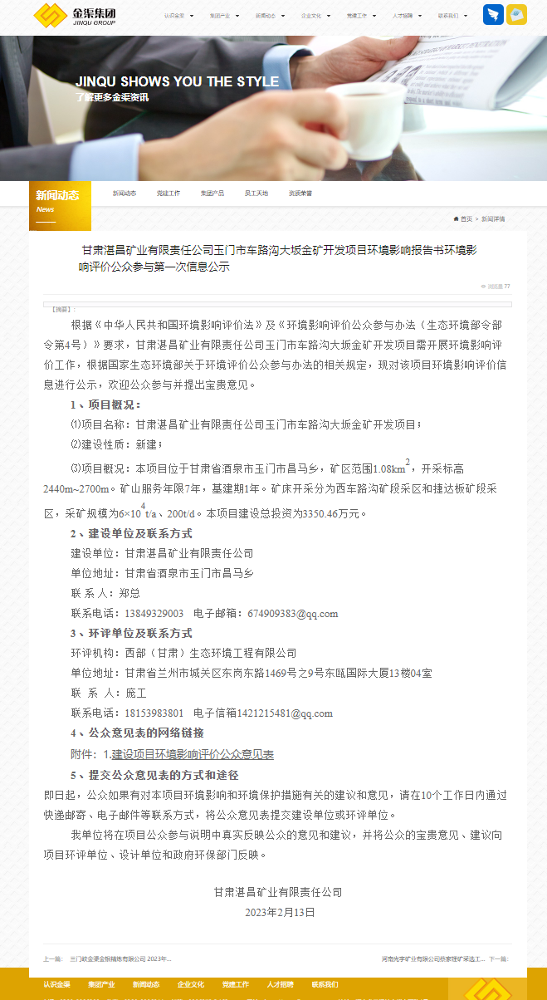 金渠集团
JINQU GROUP
认识金渠 集团产业 新闻动态 企业文化 党建工作 人才招聘 联系我们
JINQU SHOWS YOU THE STYLE
了解更多金渠资讯
新闻动态
News
新闻动态 党建工作 集团产品 员工天地 资质荣誉
首页 > 新闻详情
甘肃湛昌矿业有限责任公司玉门市车路沟大坂金矿开发项目环境影响报告书环境影
响评价公众参与第一次信息公示
浏览量 77
【摘要】:
根据《中华人民共和国环境影响评价法》及《环境影响评价公众参与办法（生态环境部令部
令第4号）》要求，甘肃湛昌矿业有限责任公司玉门市车路沟大坂金矿开发项目需开展环境影响评
价工作，根据国家生态环境部关于环境评价公众参与办法的相关规定，现对该项目环境影响评价信
息进行公示，欢迎公众参与并提出宝贵意见。
1、项目概况：
⑴项目名称：甘肃湛昌矿业有限责任公司玉门市车路沟大坂金矿开发项目；
⑵建设性质：新建；
⑶项目概况：本项目位于甘肃省酒泉市玉门市昌马乡，矿区范围1.08km²，开采标高
2440m~2700m。矿山服务年限7年，基建期1年。矿床开采分为西车路沟矿段采区和捷达板矿段采
区，采矿规模为6×10⁴t/a、200t/d。本项目建设总投资为3350.46万元。
2、建设单位及联系方式
建设单位：甘肃湛昌矿业有限责任公司
单位地址：甘肃省酒泉市玉门市昌马乡
联 系 人：郑总
联系电话：13849329003 电子邮箱：674909383@qq.com
3、环评单位及联系方式
环评机构：西部（甘肃）生态环境工程有限公司
单位地址：甘肃省兰州市城关区东岗东路1469号之9号东瓯国际大厦13楼04室
联 系 人：庞工
联系电话：18153983801 电子信箱1421215481@qq.com
4、公众意见表的网络链接
附件：1.建设项目环境影响评价公众意见表
5、提交公众意见表的方式和途径
即日起，公众如果有对本项目环境影响和环境保护措施有关的建议和意见，请在10个工作日内通过
快递邮寄、电子邮件等联系方式，将公众意见表提交建设单位或环评单位。
我单位将在项目公众参与说明中真实反映公众的意见和建议，并将公众的宝贵意见、建议向
项目环评单位、设计单位和政府环保部门反映。
甘肃湛昌矿业有限责任公司
2023年2月13日
上一篇： 三门峡金渠金银精炼有限公司 2023年...
河南光宇矿业有限公司蔡家硅矿采选工... 下一篇：
认识金渠 集团产业 新闻动态 企业文化 党建工作 人才招聘 联系我们